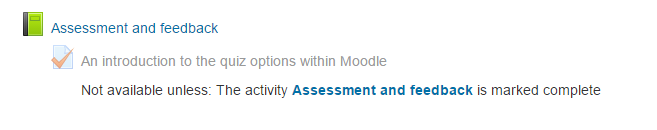 Assessment and feedback
An introduction to the quiz options within Moodle
Not available unless: The activity Assessment and feedback is marked complete